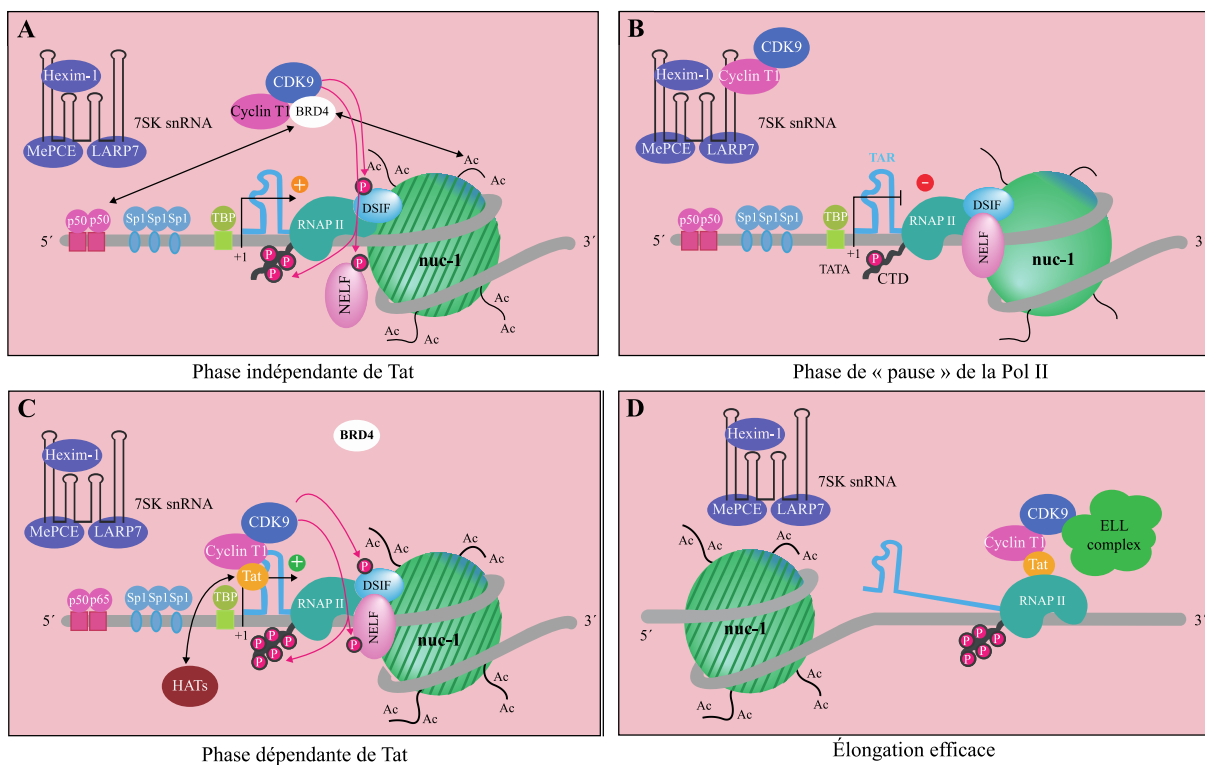 A
Hexim-1
7SK snRNA
MePCE
LARP7
CDK9
Cyclin T1
BRD4
Ac
Ac
Ac
Ac
P
DSIF
+
p50 p50
Sp1 Sp1 Sp1
TBP
RNAP II
5´
3´
+1
P
P
P
P
P
NELF
nuc-1
Ac
Ac
Ac
Ac
Phase indépendante de Tat
B
CDK9
Hexim-1
Cyclin T1
7SK snRNA
MePCE
LARP7
TAR
-
DSIF
p50 p50
Sp1 Sp1 Sp1
TBP
RNAP II
5´
3´
+1
TATA
P
CTD
NELF
nuc-1
Phase de « pause » de la Pol II
C
BRD4
Hexim-1
7SK snRNA
MePCE
LARP7
CDK9
Cyclin T1
Tat
+
Ac
Ac
Ac
P
DSIF
p50 p65
Sp1 Sp1 Sp1
TBP
RNAP II
5´
3´
+1
P
P
P
P
P
P
NELF
nuc-1
HATs
Ac
Ac
Ac
Ac
Phase dépendante de Tat
D
Hexim-1
7SK snRNA
MePCE
LARP7
CDK9
Cyclin T1
Tat
ELL
complex
Ac
Ac
Ac
RNAP II
5´
3´
nuc-1
P
P
P
P
P
Ac
Ac
Ac
Ac
Élongation efficace